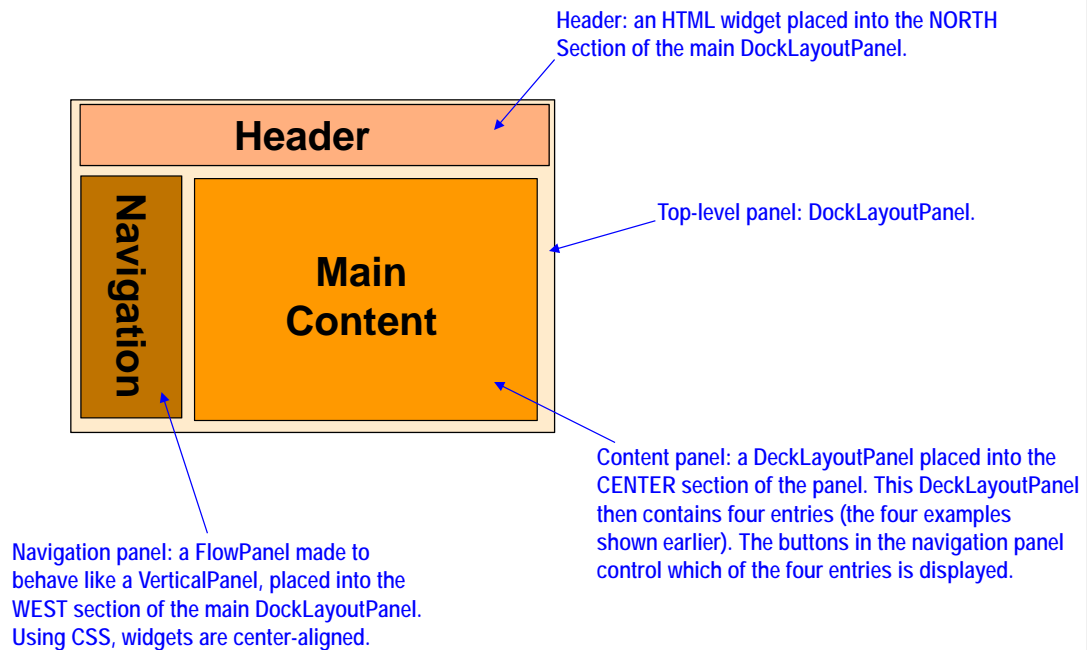 Header: an HTML widget placed into the NORTH
Section of the main DockLayoutPanel.
Header
Navigation
Main
Content
Top-level panel: DockLayoutPanel.
Content panel: a DeckLayoutPanel placed into the
CENTER section of the panel. This DeckLayoutPanel
then contains four entries (the four examples
shown earlier). The buttons in the navigation panel
control which of the four entries is displayed.
Navigation panel: a FlowPanel made to
behave like a VerticalPanel, placed into the
WEST section of the main DockLayoutPanel.
Using CSS, widgets are center-aligned.